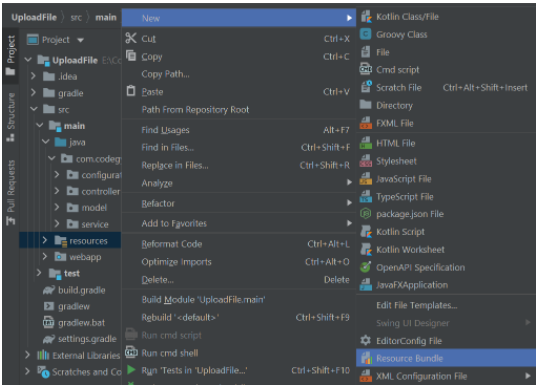 UploadFile src main
Project
Project
UploadFile E:\Co
.idea
gradle
src
main
java
com.codeg
configurat
controller
model
service
resources
webapp
test
build.gradle
gradlew
gradlew.bat
settings.gradle
External Libraries
Scratches and Co
Structure
Pull Requests
New
Cut Ctrl+X
Copy Ctrl+C
Copy Path...
Paste Ctrl+V
Path From Repository Root
Find Usages Alt+F7
Find in Files... Ctrl+Shift+F
Replace in Files... Ctrl+Shift+R
Analyze
Refactor
Add to Favorites
Reformat Code Ctrl+Alt+L
Optimize Imports Ctrl+Alt+O
Delete... Delete
Build Module 'UploadFile.main'
Rebuild '<default>' Ctrl+Shift+F9
Run cmd script
Run cmd shell
Run 'Tests in 'UploadFile...' Ctrl+Shift+F10
Kotlin Class/File
Groovy Class
File
Cmd script
Scratch File Ctrl+Alt+Shift+Insert
Directory
FXML File
HTML File
Stylesheet
JavaScript File
TypeScript File
package.json File
Kotlin Script
Kotlin Worksheet
OpenAPI Specification
JavaFXApplication
Edit File Templates...
Swing UI Designer
EditorConfig File
Resource Bundle
XML Configuration File